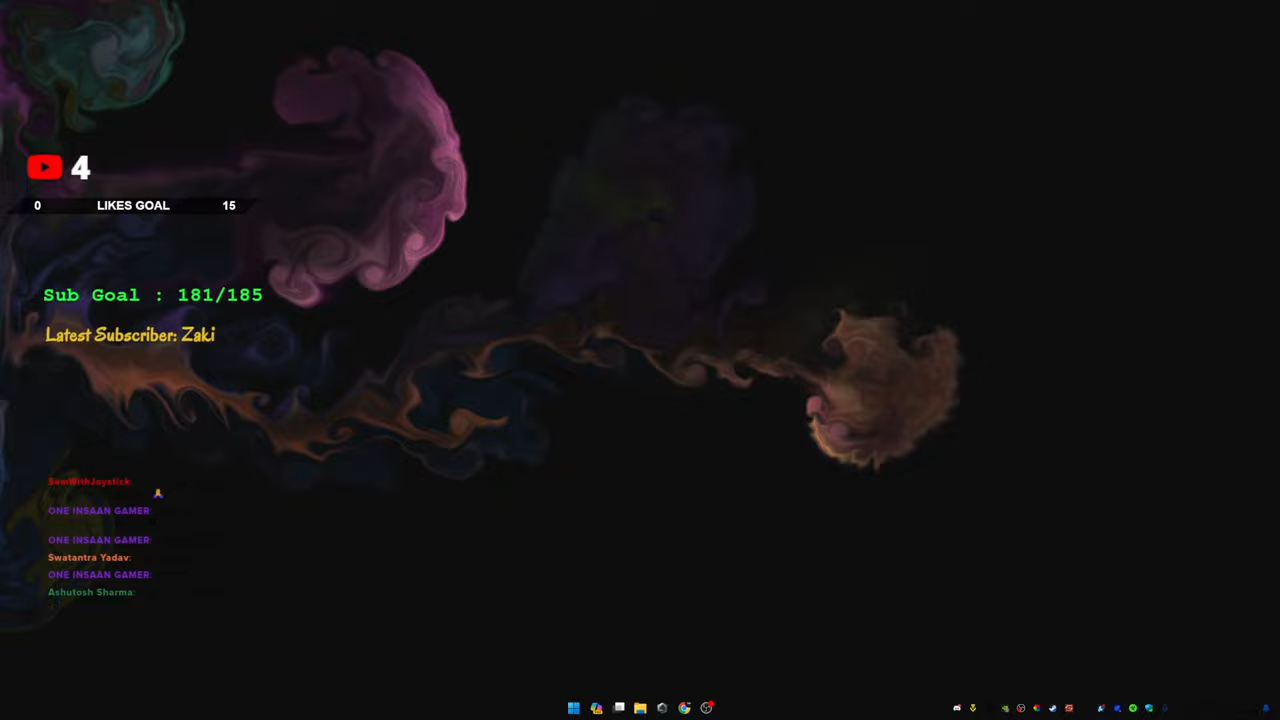 4
0 LIKES GOAL 15
Sub Goal : 181/185
Latest Subscriber: Zaki
SamWithJoystick
ONE INSAAN GAMER:
ONE INSAAN GAMER:
Swatantra Yadav:
ONE INSAAN GAMER:
Ashutosh Sharma: